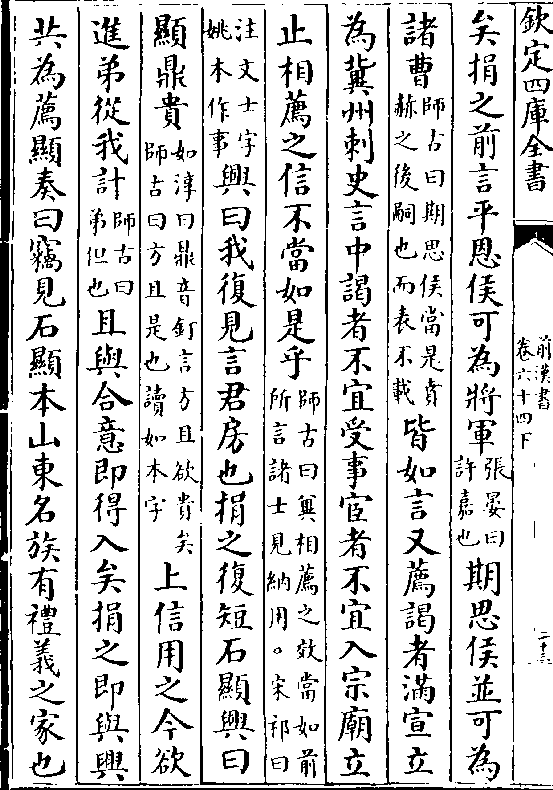 欽定四庫全書
前漢書
卷六十四下
二十三
矣捐之前言平恩侯可為將軍張晏曰許嘉也期思侯並可為
諸曹師古曰期思侯當是賁赫之後嗣也而表不載皆如言又薦謁者滿宣立
為冀州刺史言中謁者不宜受事宦者不宜入宗廟立
止相薦之信不當如是乎師古曰兾相薦之效當如前所言諸士見納用。宋祁曰
注文士字姚本作事興曰我復見言君房也捐之復短石顯興曰
顯鼎貴如淳曰鼎音釘言方且欲貴矣師古曰方且是也讀如本字上信用之今欲
進弟從我計師古曰弟但也且與合意即得入矣捐之即與興
共為薦顯奏曰竊見石顯本山東名族有禮義之家也